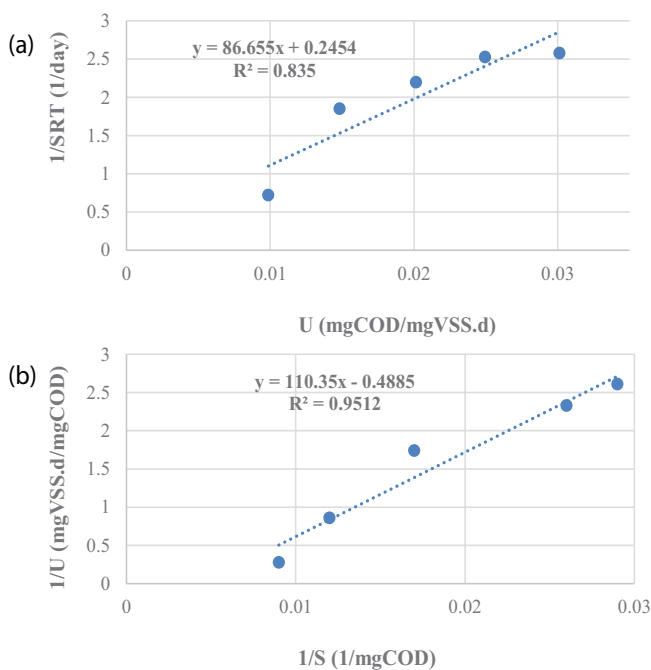 (a)
1/SRT (1/day)
3
2.5
2
1.5
1
0.5
0
y = 86.655x + 0.2454
R² = 0.835
0
0.01
0.02
0.03
U (mgCOD/mgVSS.d)
(b)
1/U (mgVSS.d/mgCOD)
3
2.5
2
1.5
1
0.5
0
y = 110.35x - 0.4885
R² = 0.9512
0
0.01
0.02
0.03
1/S (1/mgCOD)